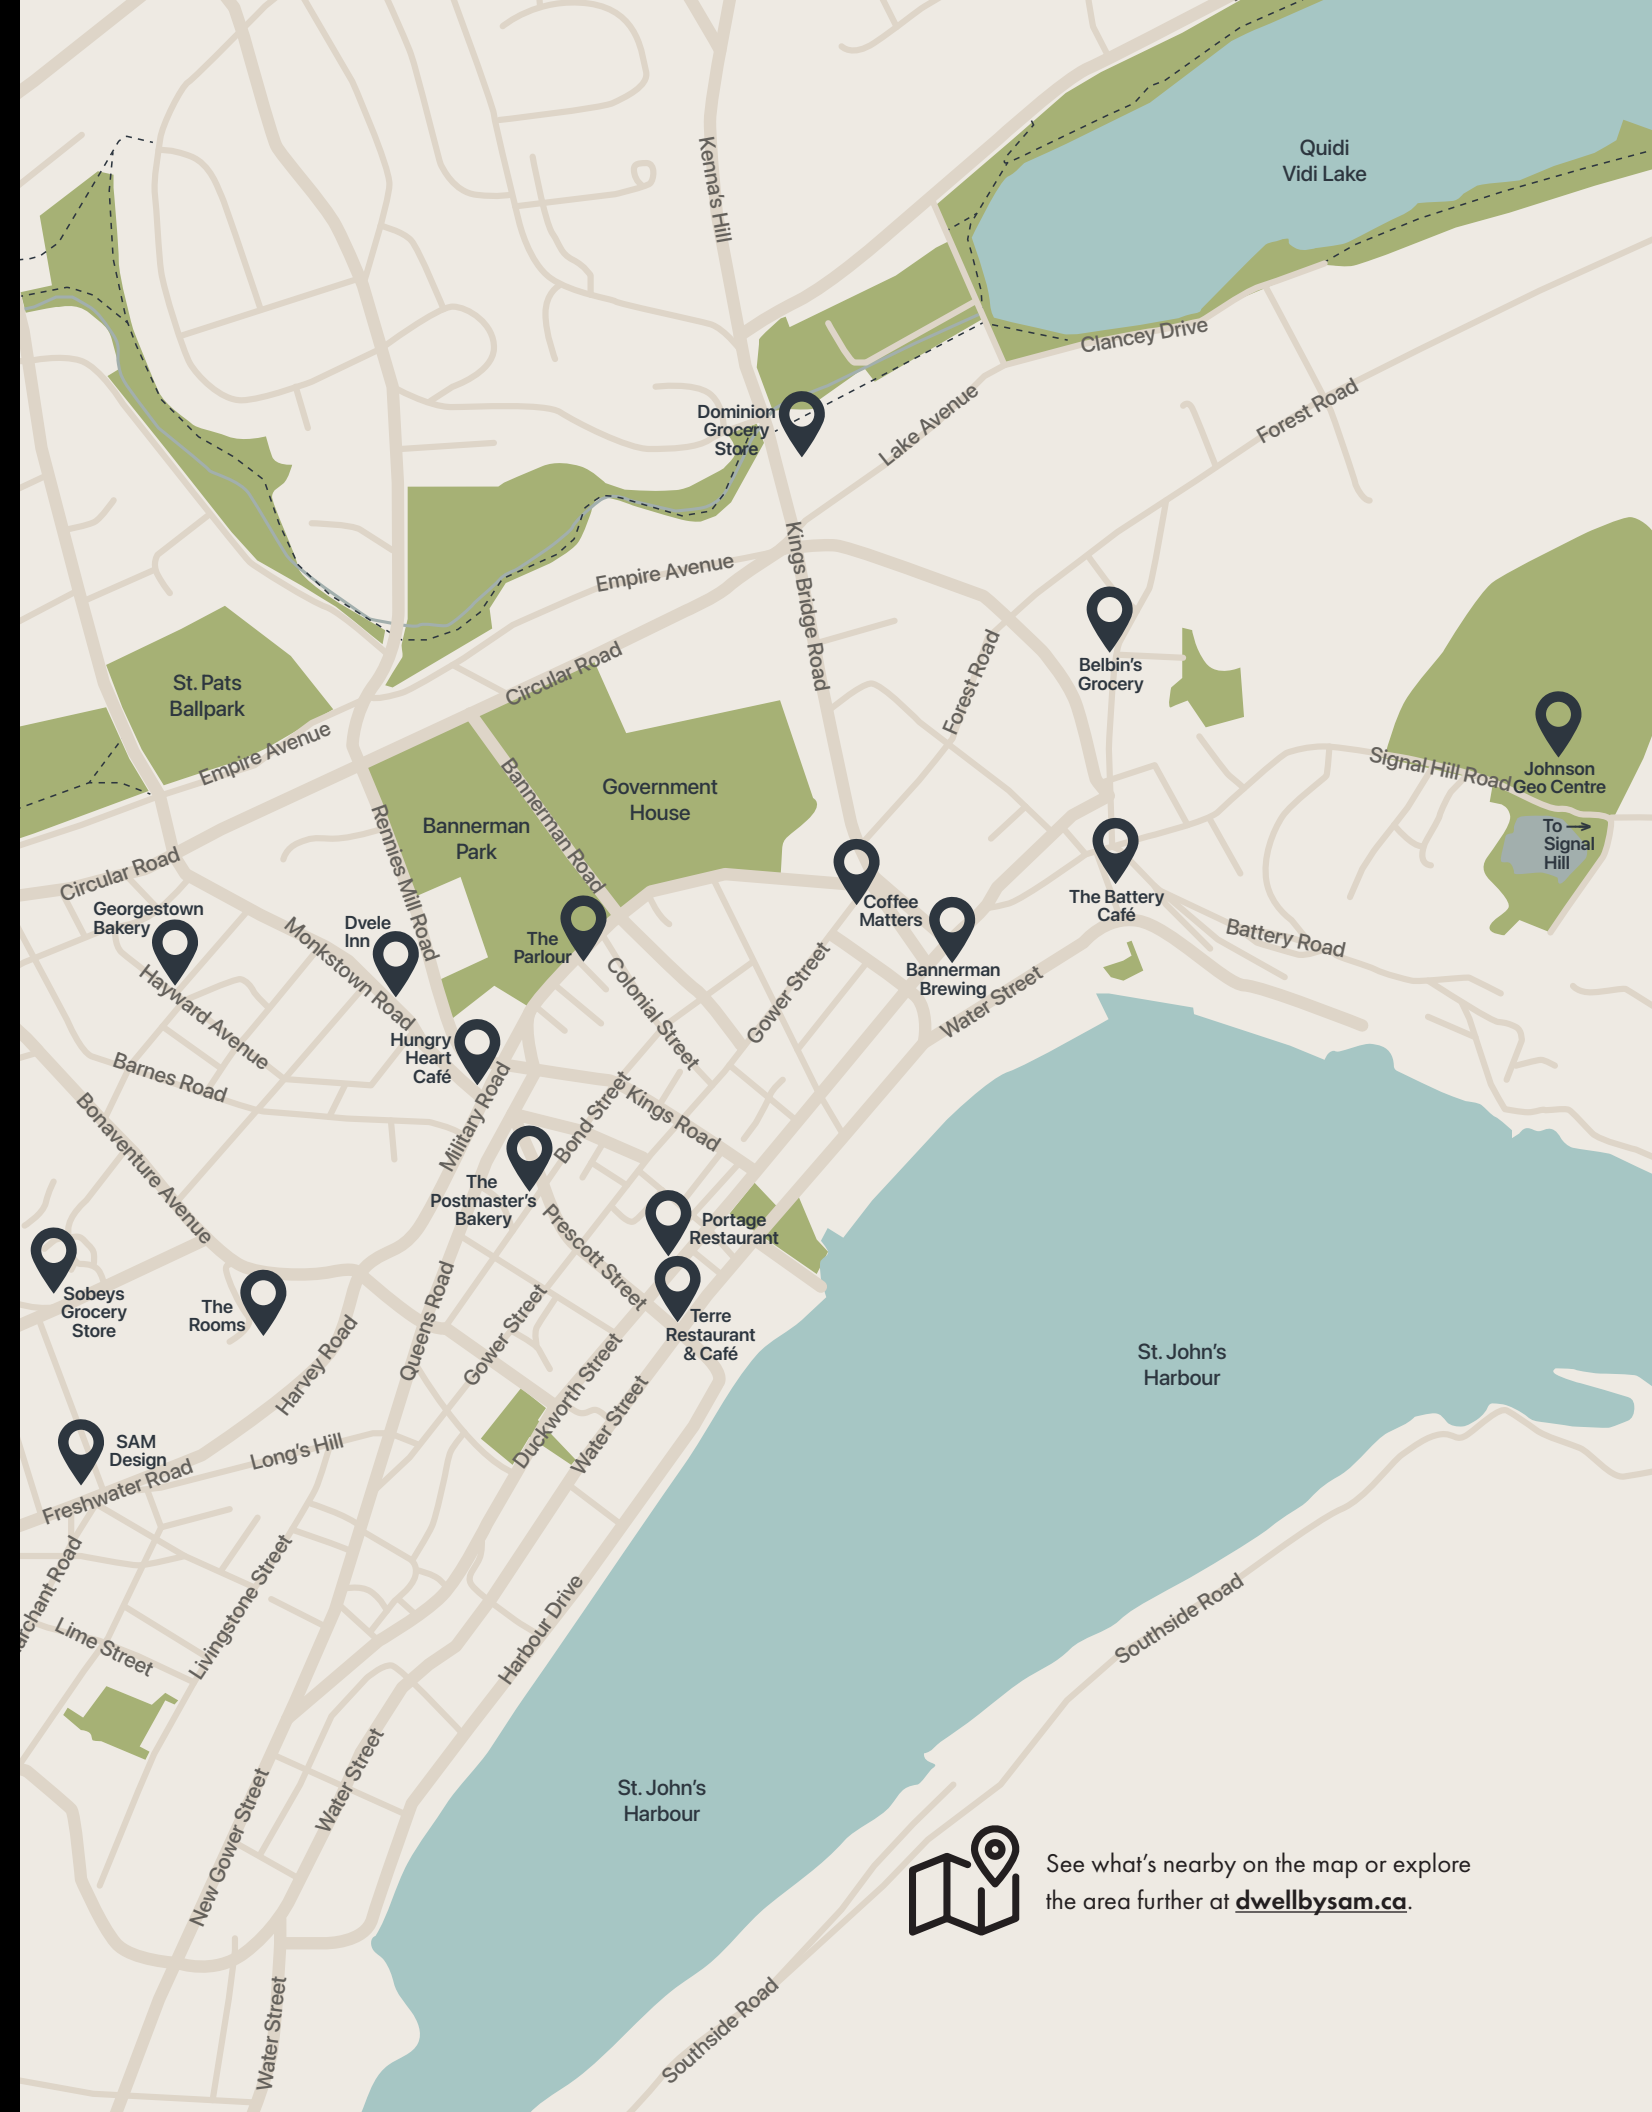 Quidi
Vidi Lake
Kenna's Hill
Clancey Drive
Forest Road
Dominion
Grocery
Store
Lake Avenue
Kings Bridge Road
Empire Avenue
Circular Road
Forest Road
Belbin's
Grocery
St. Pats
Ballpark
Empire Avenue
Signal Hill Road
Johnson
Geo Centre
To →
Signal
Hill
Bannerman Road
Government
House
Bannerman
Park
Rennies Mill Road
Circular Road
Georgestown
Bakery
Dvele
Inn
The
Parlour
Coffee
Matters
The Battery
Café
Battery Road
Bannerman
Brewing
Water Street
Monkstown Road
Hayward Avenue
Colonial Street
Gower Street
Hungry
Heart
Café
Barnes Road
Bonaventure Avenue
Military Road
Bond Street
Kings Road
The
Postmaster's
Bakery
Prescott Street
Portage
Restaurant
Sobeys
Grocery
Store
The
Rooms
Terre
Restaurant
& Café
Harvey Road
Queens Road
Gower Street
Duckworth Street
Water Street
St. John's
Harbour
SAM
Design
Long's Hill
Freshwater Road
Livingstone Street
Lime Street
Harbour Drive
Southside Road
New Gower Street
Water Street
St. John's
Harbour
See what's nearby on the map or explore
the area further at dwellbysam.ca.
Water Street
Southside Road